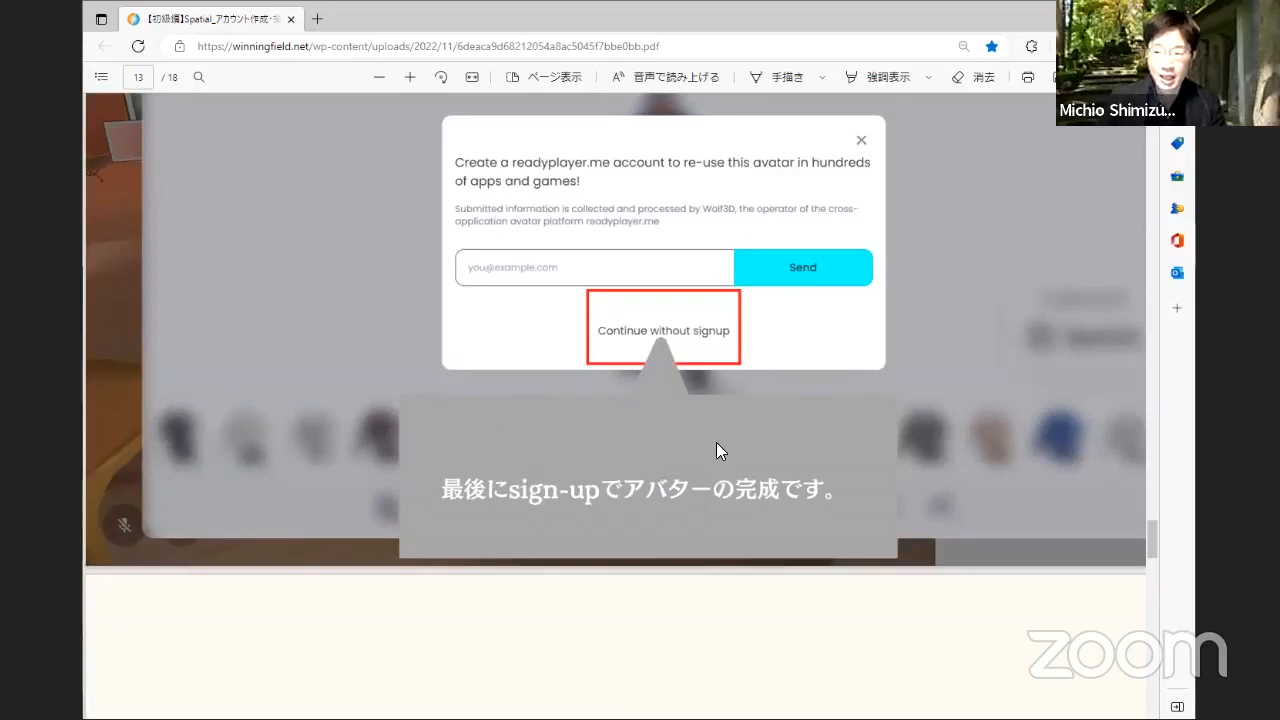 【初級編】Spatial_アカウント作成・操
https://winningfield.net/wp-content/uploads/2022/11/6deaca9d68212054a8ac5045f7bbe0bb.pdf
13 / 18
ページ表示
音声で読み上げる
手描き
強調表示
消去
Michio Shimizu...
Create a readyplayer.me account to re-use this avatar in hundreds
of apps and games!
Submitted information is collected and processed by Wolf3D, the operator of the cross-
application avatar platform readyplayer.me
you@example.com
Send
Continue without signup
最後にsign-upでアバターの完成です。
zoom